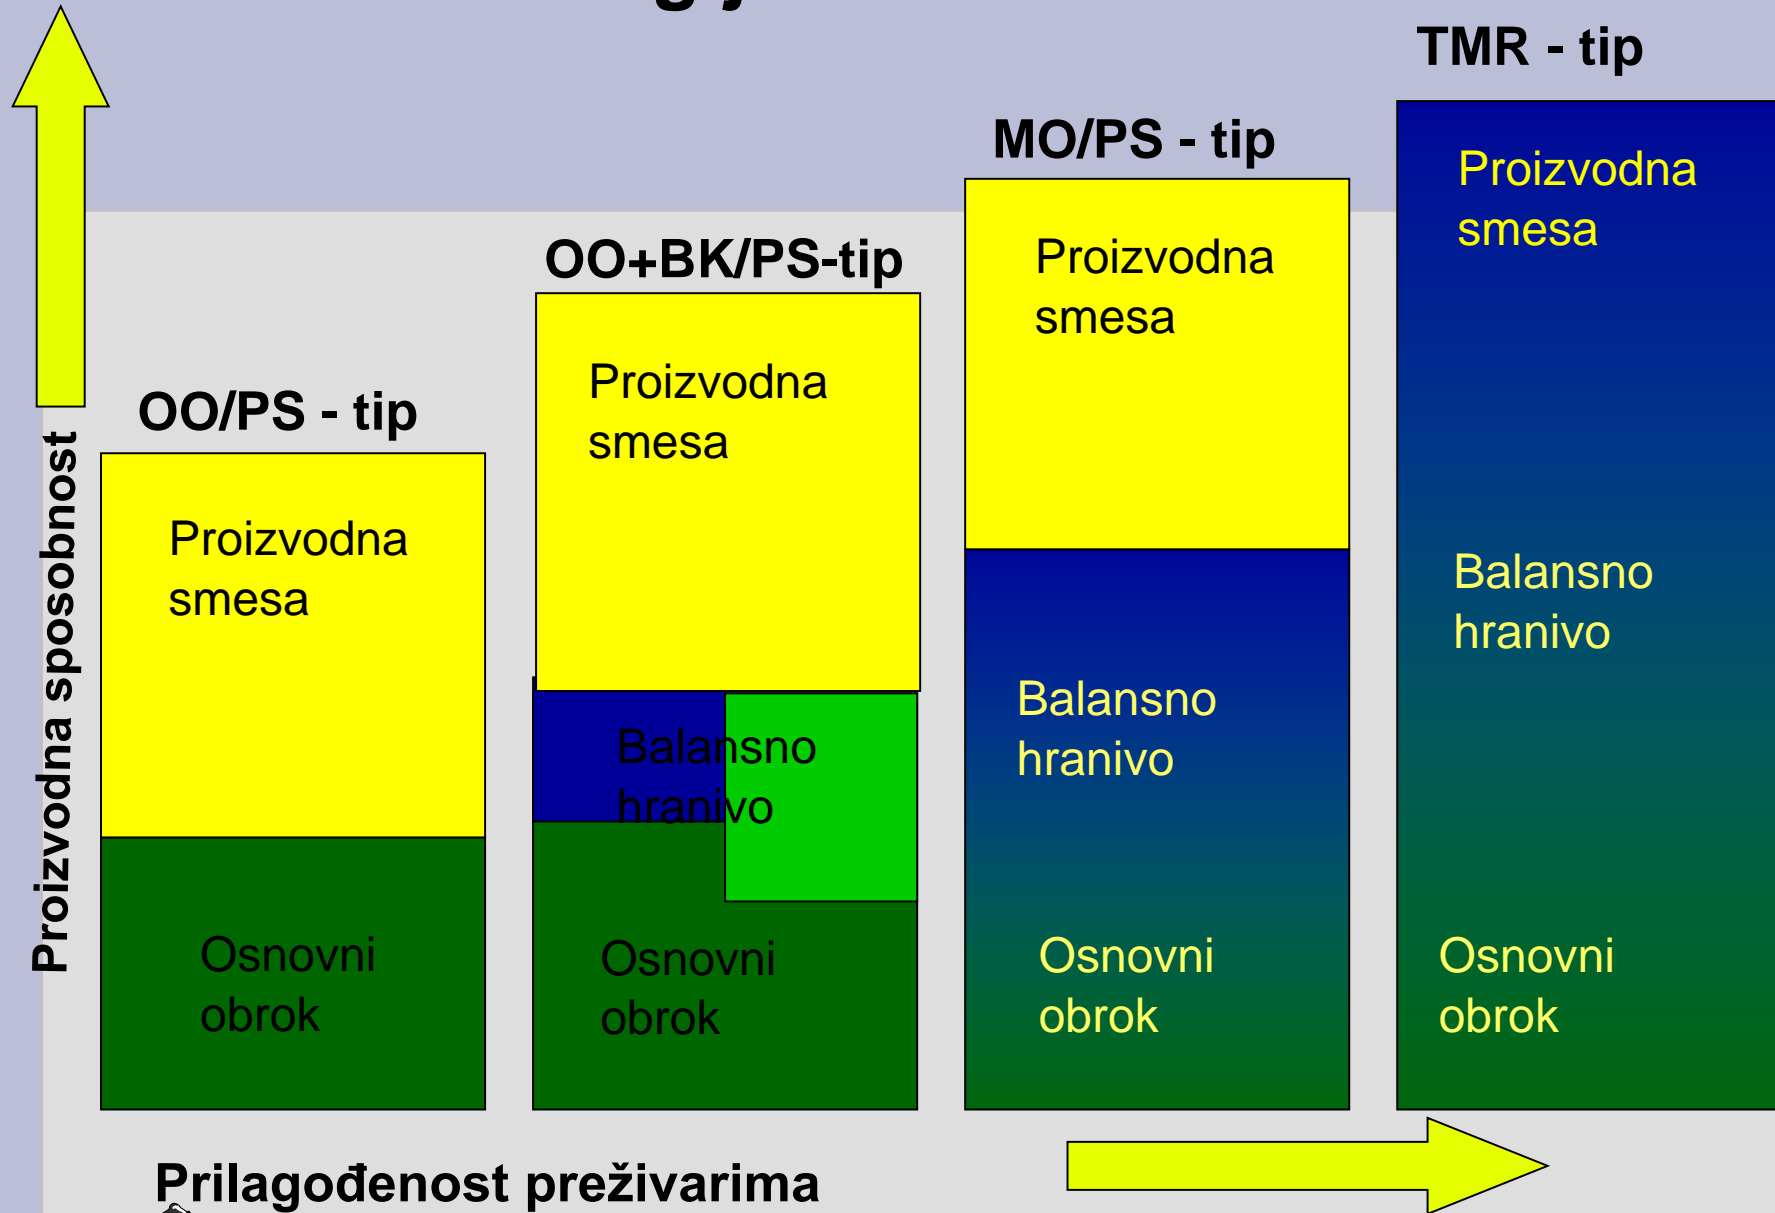 TMR - tip
MO/PS - tip
OO+BK/PS-tip
OO/PS - tip
Proizvodna sposobnost
Proizvodna
smesa
Osnovni
obrok
Proizvodna
smesa
Balansno
hranivo
Osnovni
obrok
Proizvodna
smesa
Balansno
hranivo
Osnovni
obrok
Proizvodna
smesa
Balansno
hranivo
Osnovni
obrok
Prilagođenost preživarima